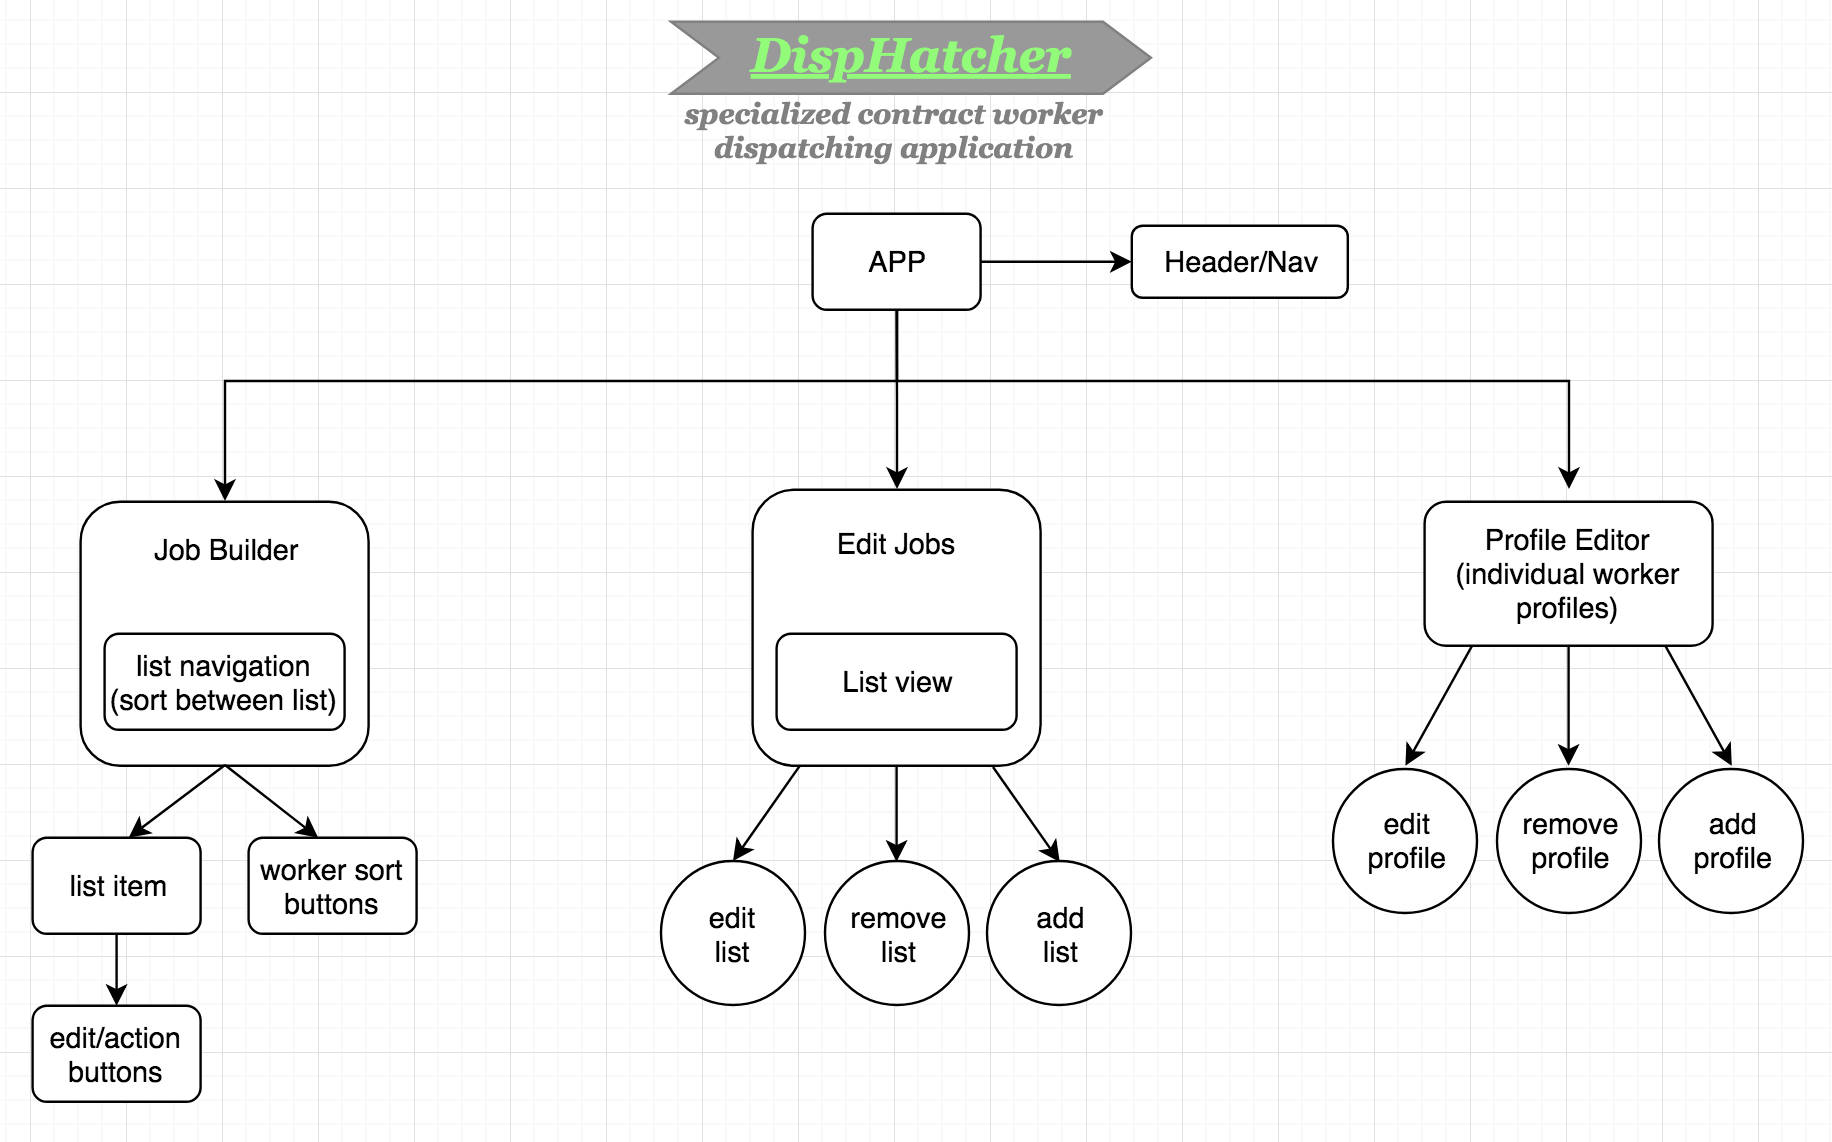 DispHatcher
specialized contract worker
dispatching application
APP
Header/Nav
Job Builder
list navigation
(sort between list)
list item
worker sort
buttons
edit/action
buttons
Edit Jobs
List view
edit
list
remove
list
add
list
Profile Editor
(individual worker
profiles)
edit
profile
remove
profile
add
profile